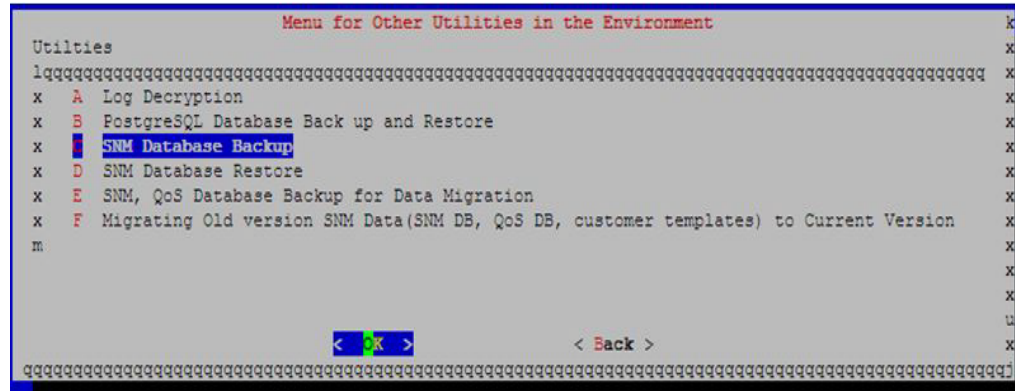 Menu for Other Utilities in the Environment k
Utilties x
lqqqqqqqqqqqqqqqqqqqqqqqqqqqqqqqqqqqqqqqqqqqqqqqqqqqqqqqqqqqqqqqqqqqqqqqqqqqqqq x
x A Log Decryption x
x B PostgreSQL Database Back up and Restore x
x C SNM Database Backup x
x D SNM Database Restore x
x E SNM, QoS Database Backup for Data Migration x
x F Migrating Old version SNM Data(SNM DB, QoS DB, customer templates) to Current Version x
m x
x
x
u
< OK > < Back > x
qqqqqqqqqqqqqqqqqqqqqqqqqqqqqqqqqqqqqqqqqqqqqqqqqqqqqqqqqqqqqqqqqqqqqqqqqqqqqqqqqj